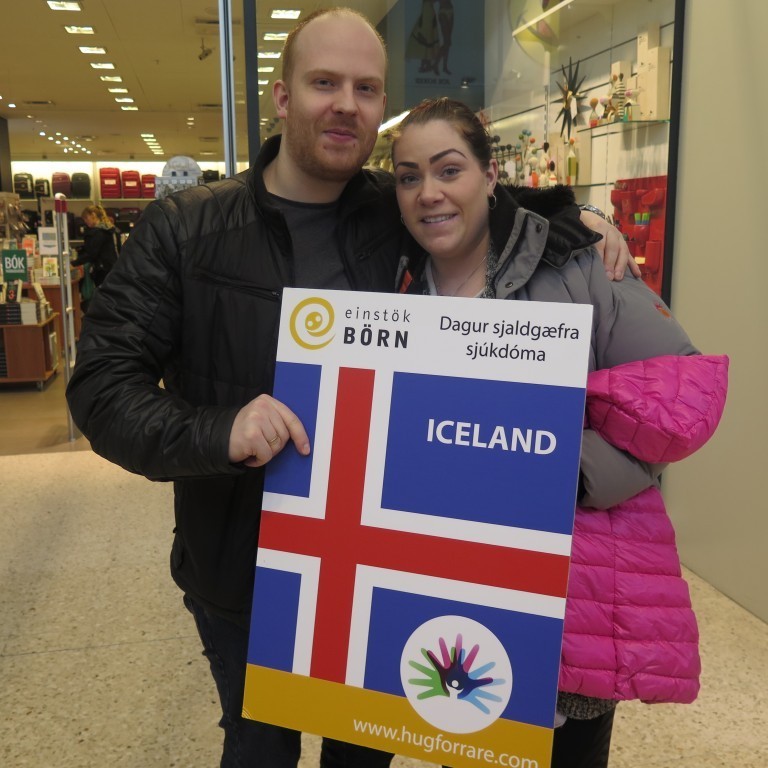 BÓK
einstök
BÖRN
Dagur sjaldgæfra
sjúkdóma
ICELAND
www.hugforrare.com